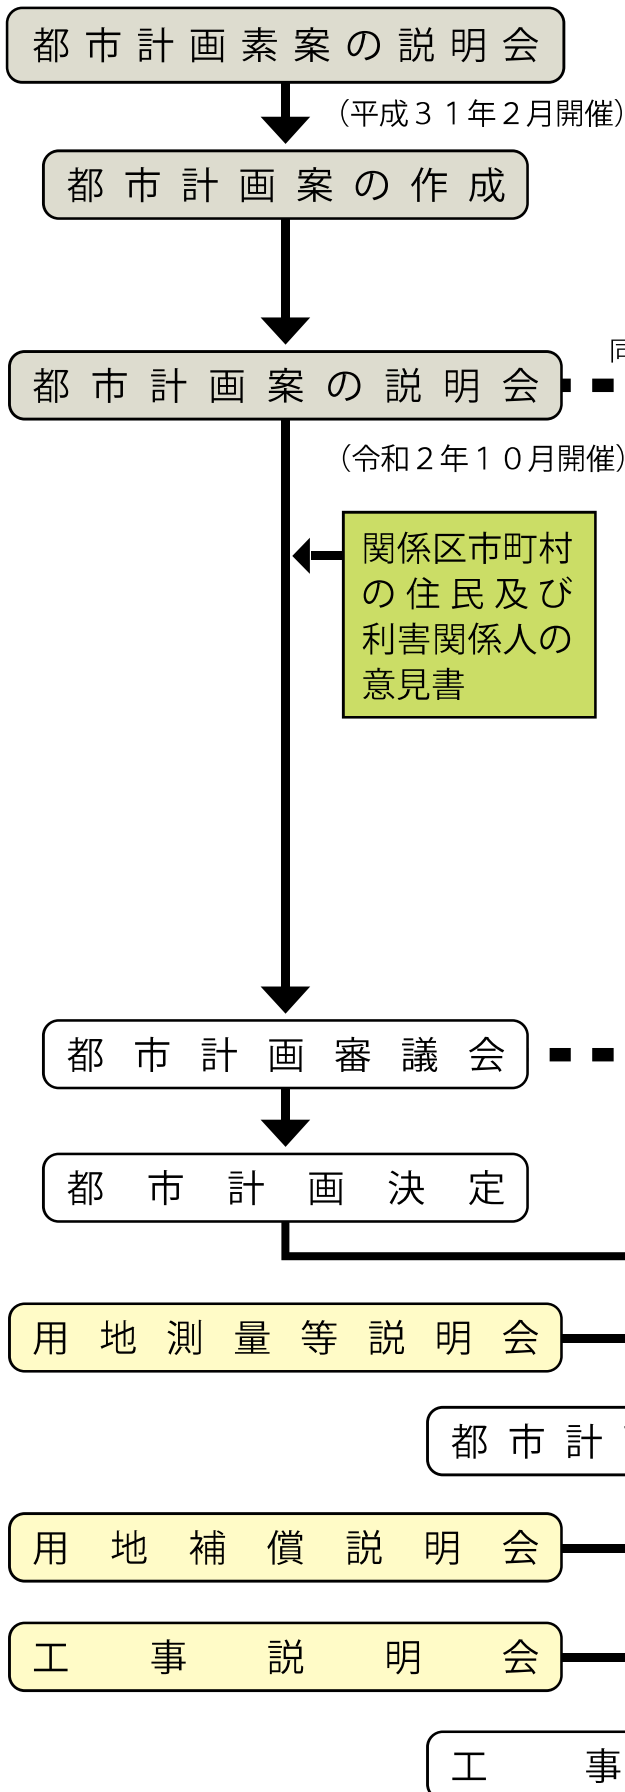 都市計画素案の説明会
（平成３１年２月開催）
都市計画案の作成
同
都市計画案の説明会
（令和２年１０月開催）
関係区市町村
の住民及び
利害関係人の
意見書
都市計画審議会
都市計画決定
用地測量等説明会
都市計
用地補償説明会
工事説明会
工事